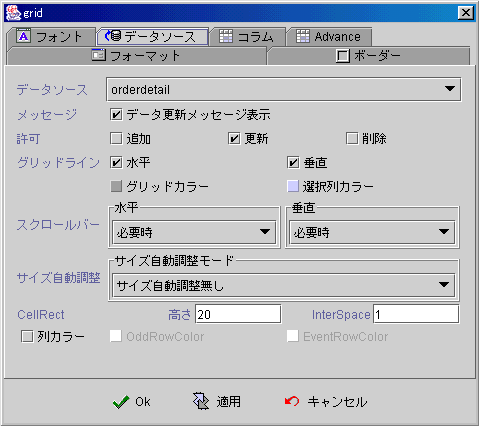 grid
フォント データソース コラム Advance
フォーマット ボーダー
データソース orderdetail
メッセージ データ更新メッセージ表示
許可 追加 更新 削除
グリッドライン 水平 垂直
グリッドカラー 選択列カラー
水平 垂直
スクロールバー 必要時 必要時
サイズ自動調整モード
サイズ自動調整 サイズ自動調整無し
CellRect 高さ 20 InterSpace 1
列カラー OddRowColor EventRowColor
Ok 適用 キャンセル